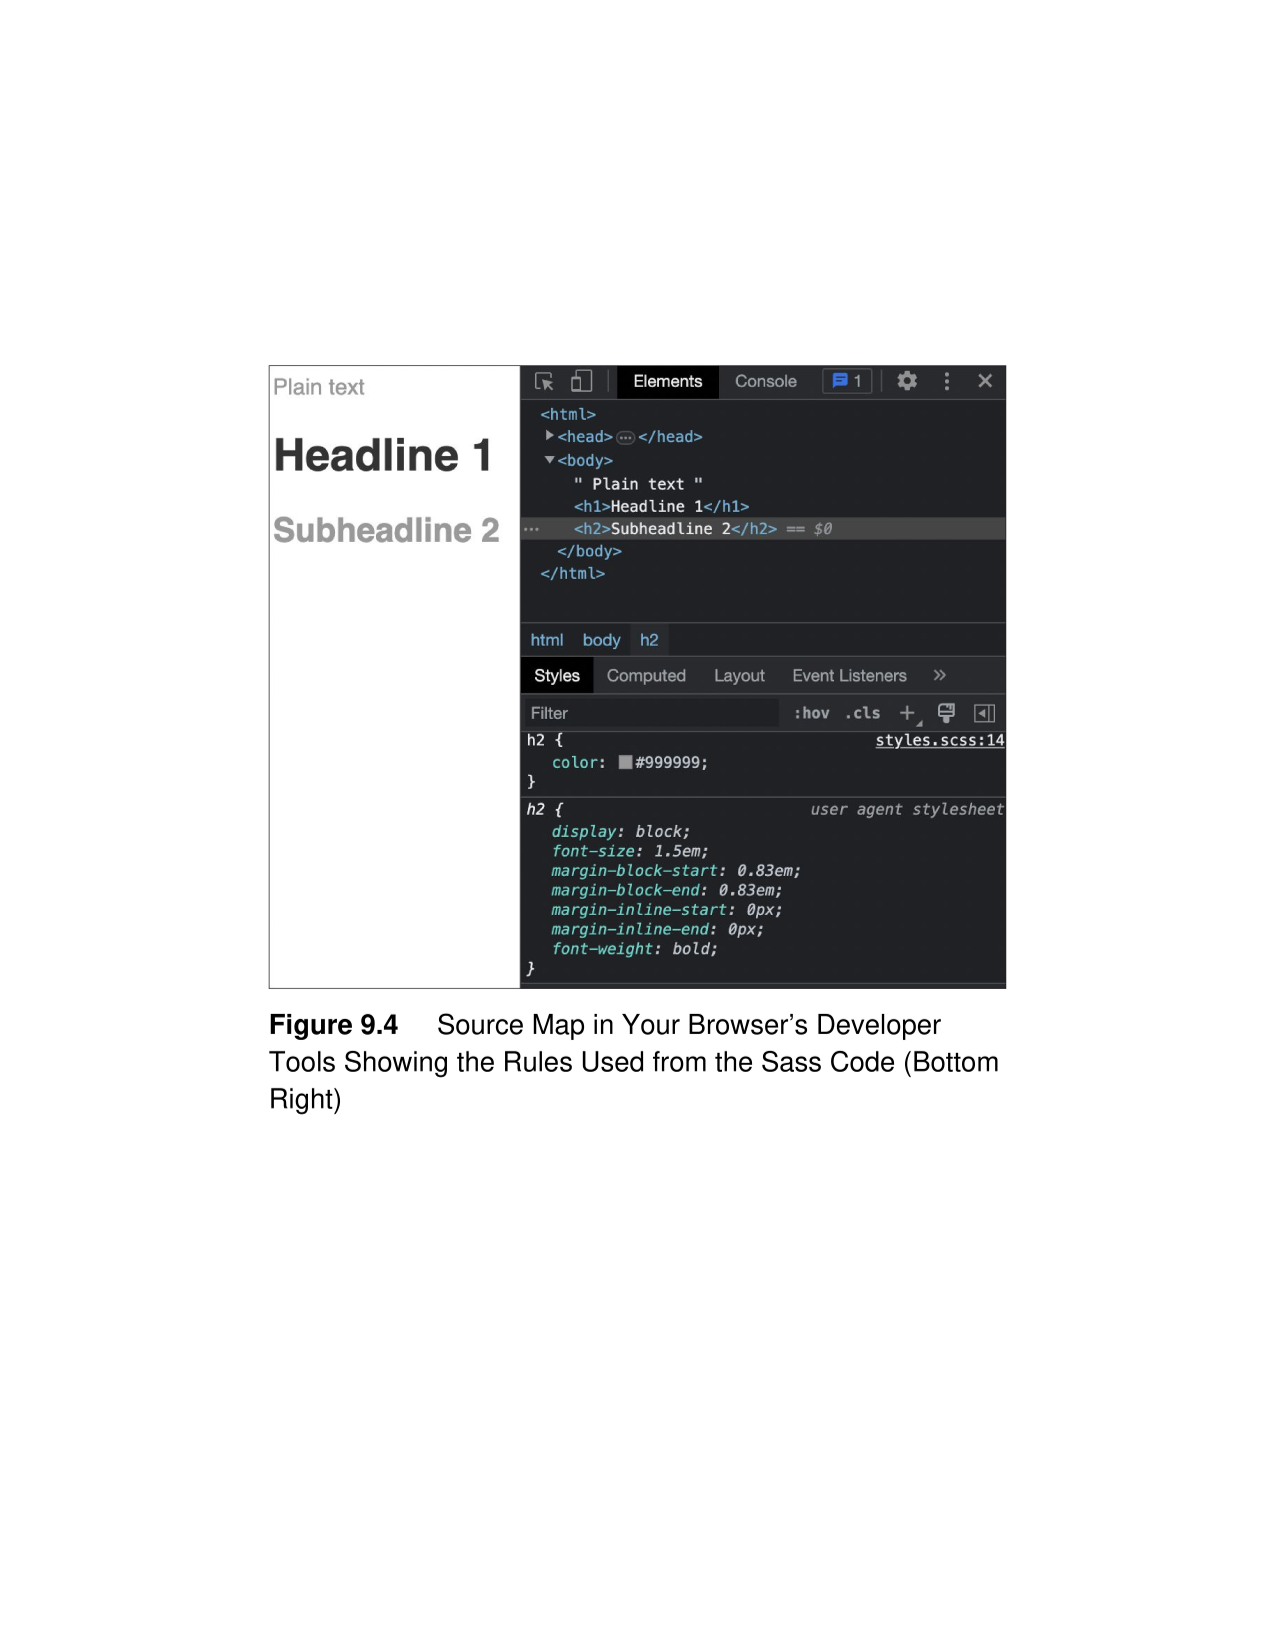 Plain text
Headline 1
Subheadline 2
Elements Console 1
<html>
<head> … </head>
<body>
" Plain text "
<h1>Headline 1</h1>
… <h2>Subheadline 2</h2> == $0
</body>
</html>
html body h2
Styles Computed Layout Event Listeners »
Filter :hov .cls +
h2 { styles.scss:14
color: #999999;
}
h2 { user agent stylesheet
display: block;
font-size: 1.5em;
margin-block-start: 0.83em;
margin-block-end: 0.83em;
margin-inline-start: 0px;
margin-inline-end: 0px;
font-weight: bold;
}
Figure 9.4 Source Map in Your Browser’s Developer
Tools Showing the Rules Used from the Sass Code (Bottom
Right)